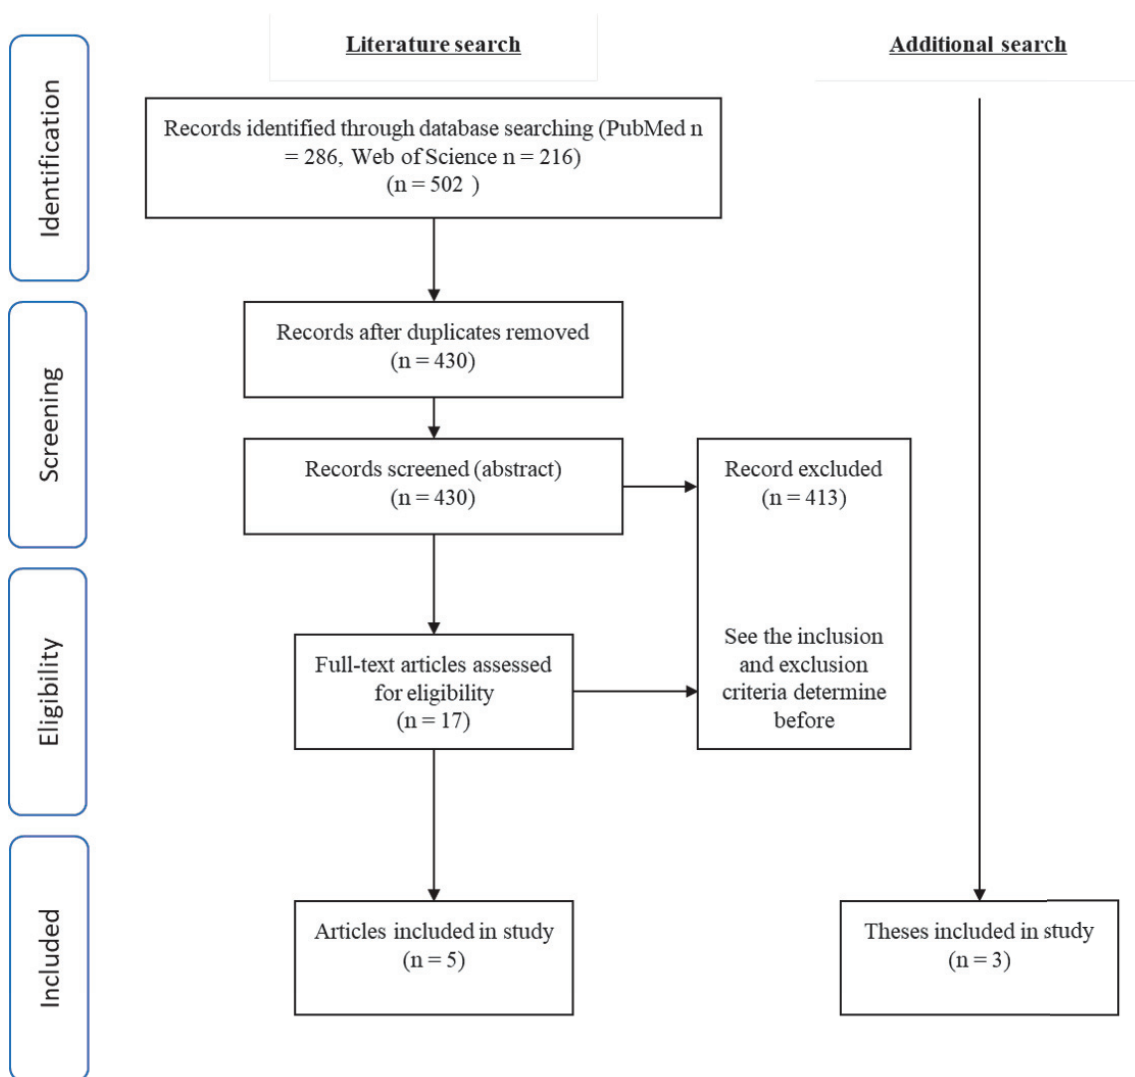 Literature search
Additional search
Identification
Records identified through database searching (PubMed n
= 286, Web of Science n = 216)
(n = 502 )
Screening
Records after duplicates removed
(n = 430)
Records screened (abstract)
(n = 430)
Record excluded
(n = 413)
Eligibility
Full-text articles assessed
for eligibility
(n = 17)
See the inclusion
and exclusion
criteria determine
before
Included
Articles included in study
(n = 5)
Theses included in study
(n = 3)